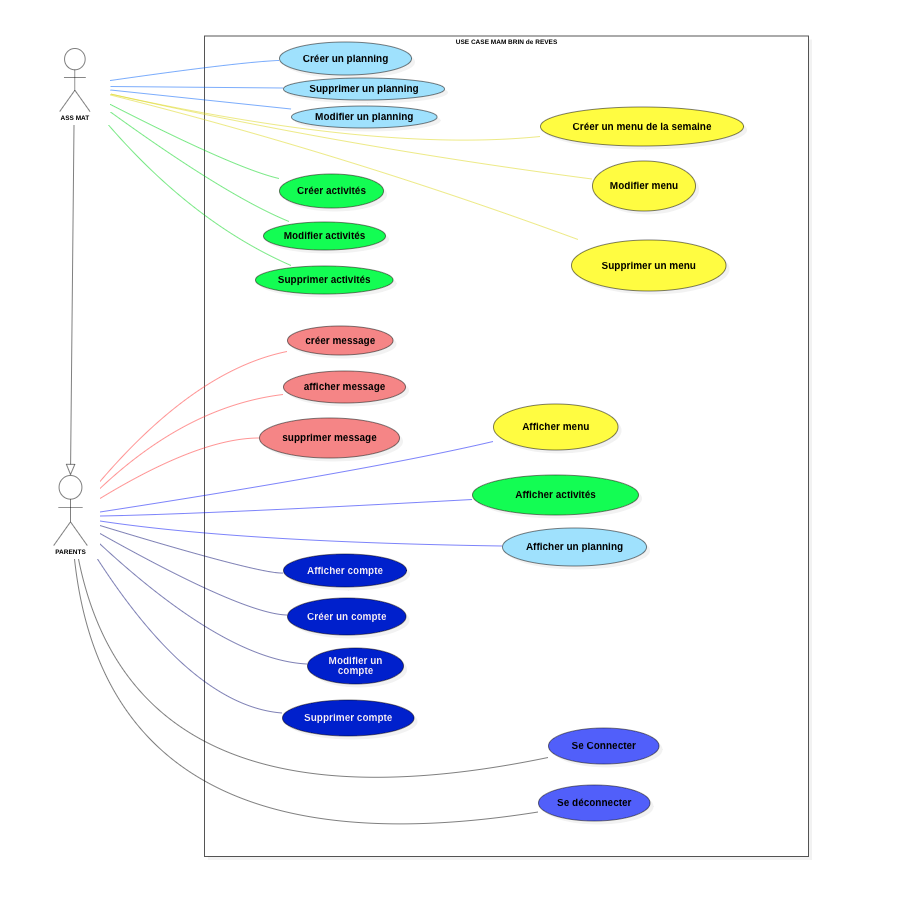 USE CASE MAM BRIN de REVES
Créer un planning
Supprimer un planning
Modifier un planning
ASS MAT
Créer un menu de la semaine
Modifier menu
Créer activités
Modifier activités
Supprimer un menu
Supprimer activités
créer message
afficher message
supprimer message
Afficher menu
Afficher activités
Afficher un planning
PARENTS
Afficher compte
Créer un compte
Modifier un
compte
Supprimer compte
Se Connecter
Se déconnecter